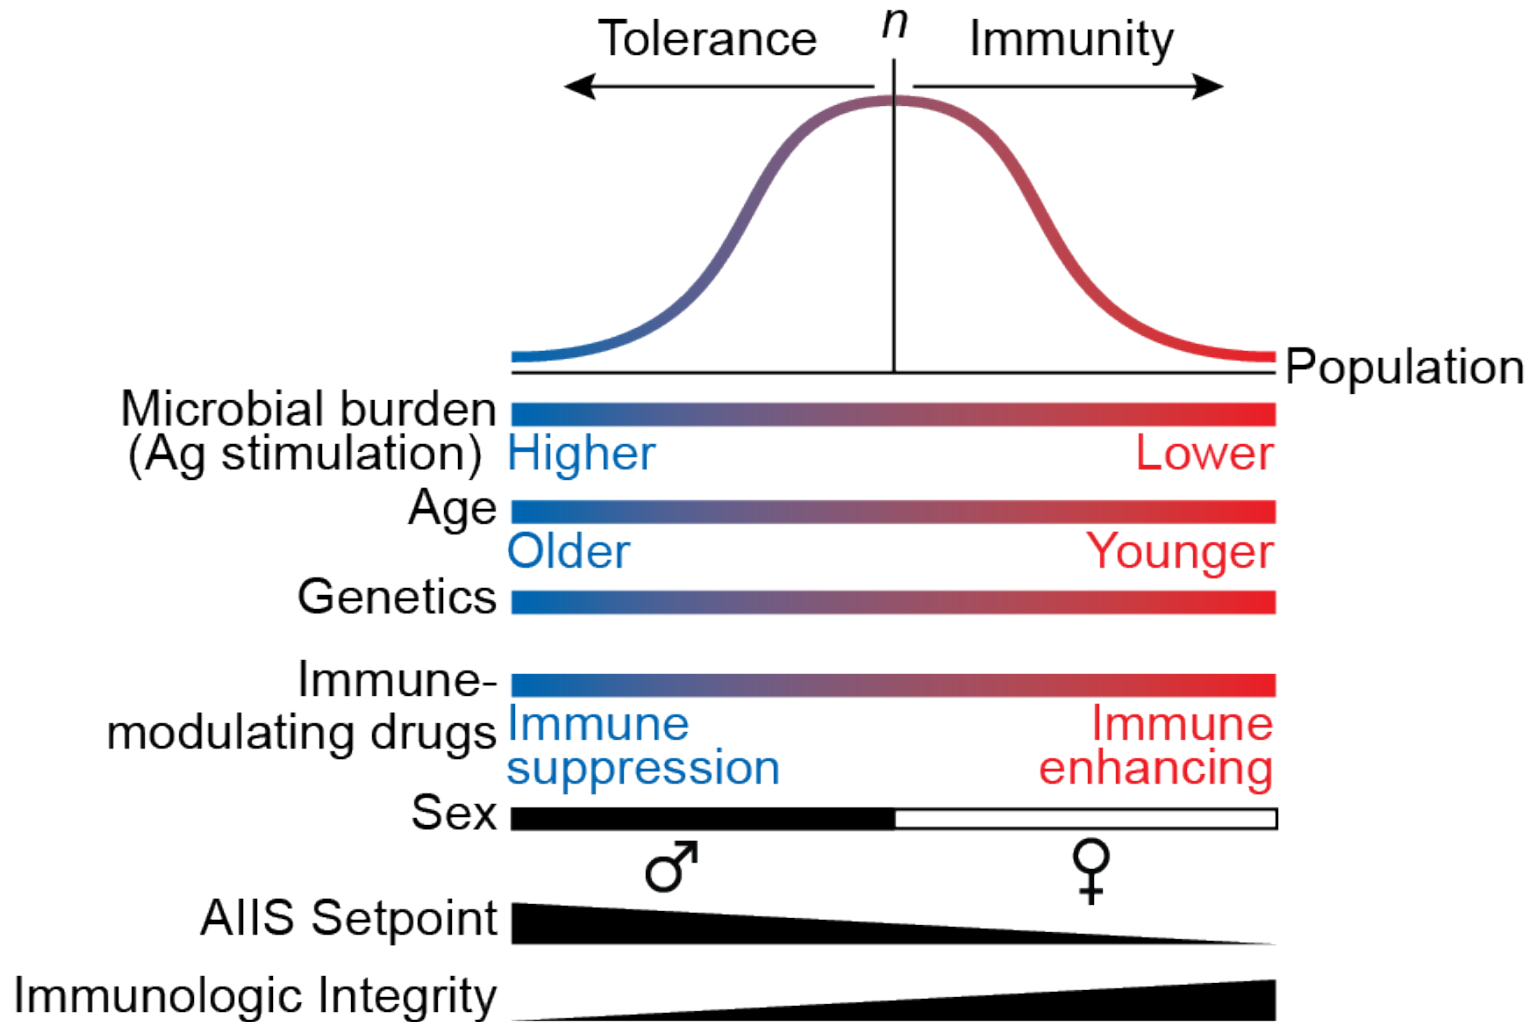 n
Tolerance Immunity
Population
Microbial burden
(Ag stimulation) Higher Lower
Age
Older Younger
Genetics
Immune-
modulating drugs Immune Immune
suppression enhancing
Sex
♂ ♀
AIIS Setpoint
Immunologic Integrity